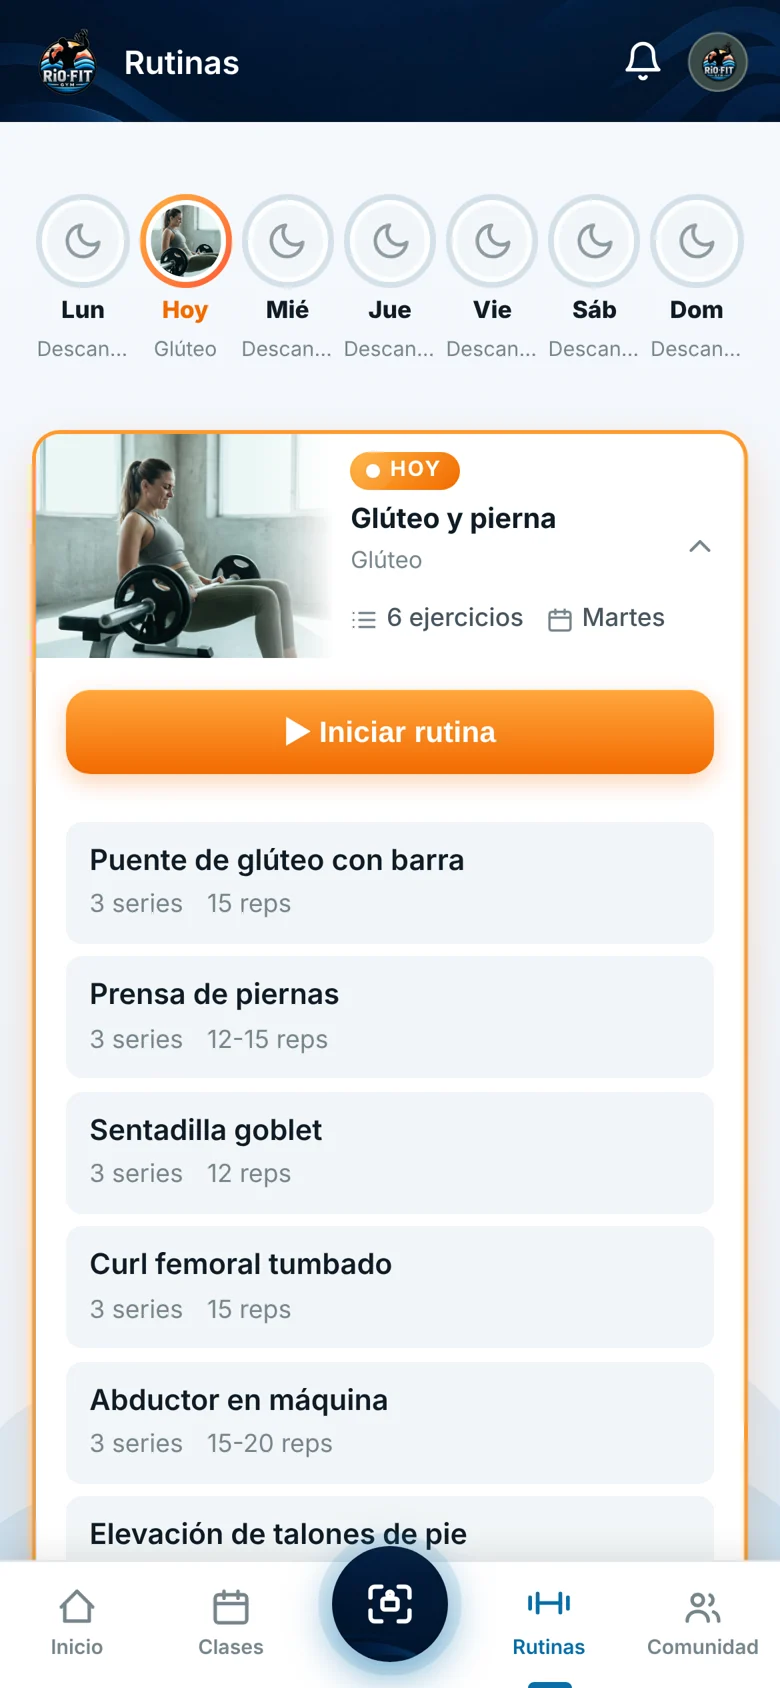 RIO-FIT
GYM
Rutinas
RIO-FIT
Lun
Hoy
Mié
Jue
Vie
Sáb
Dom
Descan...
Glúteo
Descan...
Descan...
Descan...
Descan...
Descan...
HOY
Glúteo y pierna
Glúteo
6 ejercicios
Martes
Iniciar rutina
Puente de glúteo con barra
3 series 15 reps
Prensa de piernas
3 series 12-15 reps
Sentadilla goblet
3 series 12 reps
Curl femoral tumbado
3 series 15 reps
Abductor en máquina
3 series 15-20 reps
Elevación de talones de pie
Inicio
Clases
Rutinas
Comunidad